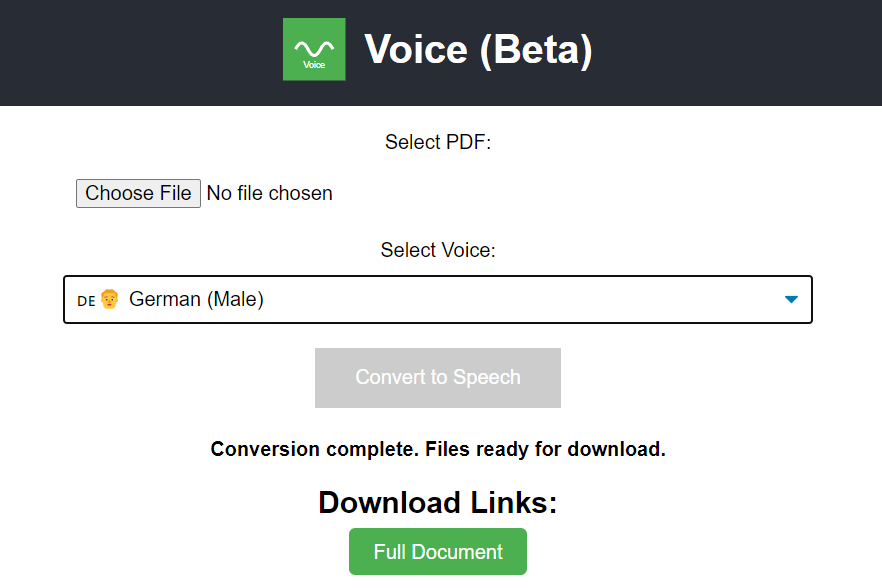 Voice
Voice (Beta)
Select PDF:
Choose File No file chosen
Select Voice:
DE German (Male)
Convert to Speech
Conversion complete. Files ready for download.
Download Links:
Full Document